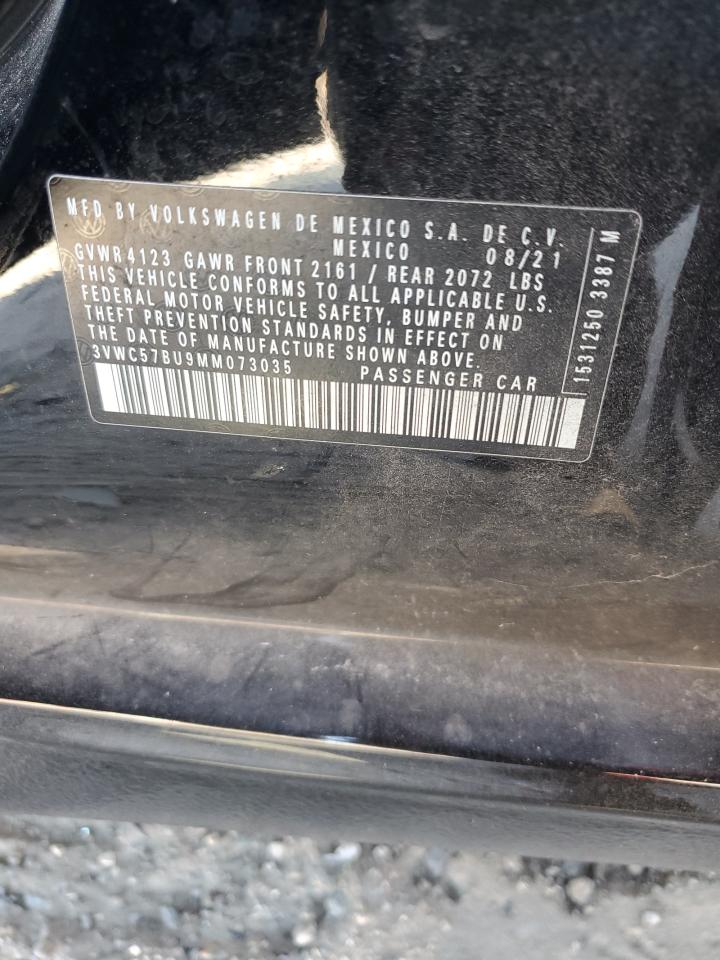 MFD BY VOLKSWAGEN DE MEXICO S.A. DE C.V.
MEXICO 08/21
GVWR 4123 GAWR FRONT 2161 / REAR 2072 LBS
THIS VEHICLE CONFORMS TO ALL APPLICABLE U.S.
FEDERAL MOTOR VEHICLE SAFETY, BUMPER AND
THEFT PREVENTION STANDARDS IN EFFECT ON
THE DATE OF MANUFACTURE SHOWN ABOVE.
3VWC57BU9MM073035 PASSENGER CAR
1531250 3387 M